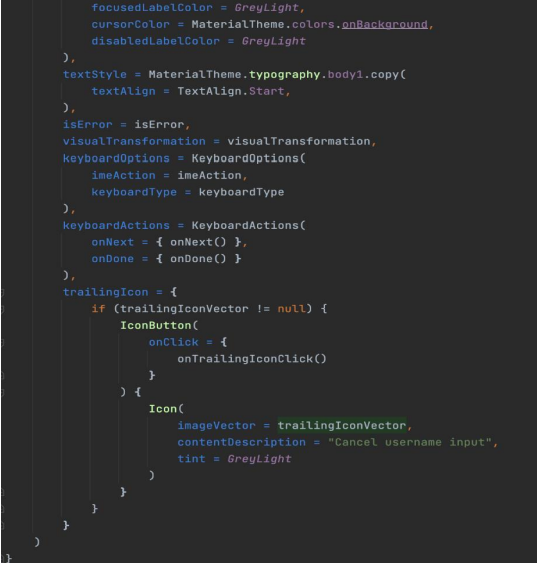 focusedLabelColor = GreyLight,
cursorColor = MaterialTheme.colors.onBackground,
disabledLabelColor = GreyLight
),
textStyle = MaterialTheme.typography.body1.copy(
textAlign = TextAlign.Start,
),
isError = isError,
visualTransformation = visualTransformation,
keyboardOptions = KeyboardOptions(
imeAction = imeAction,
keyboardType = keyboardType
),
keyboardActions = KeyboardActions(
onNext = { onNext() },
onDone = { onDone() }
),
trailingIcon = {
if (trailingIconVector != null) {
IconButton(
onClick = {
onTrailingIconClick()
}
) {
Icon(
imageVector = trailingIconVector,
contentDescription = "Cancel username input",
tint = GreyLight
)
}
}
}
)
}